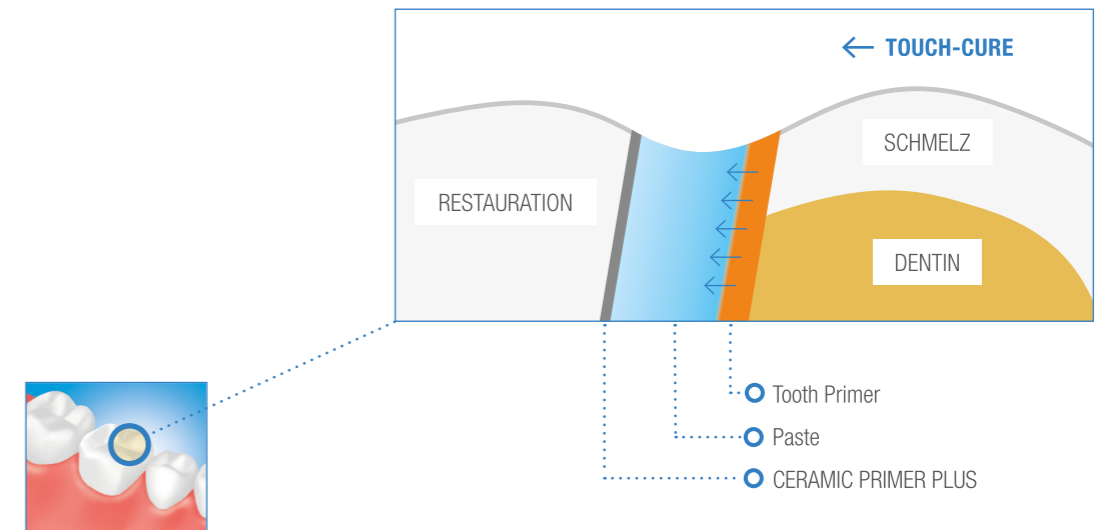 TOUCH-CURE
SCHMELZ
RESTAURATION
DENTIN
Tooth Primer
Paste
CERAMIC PRIMER PLUS